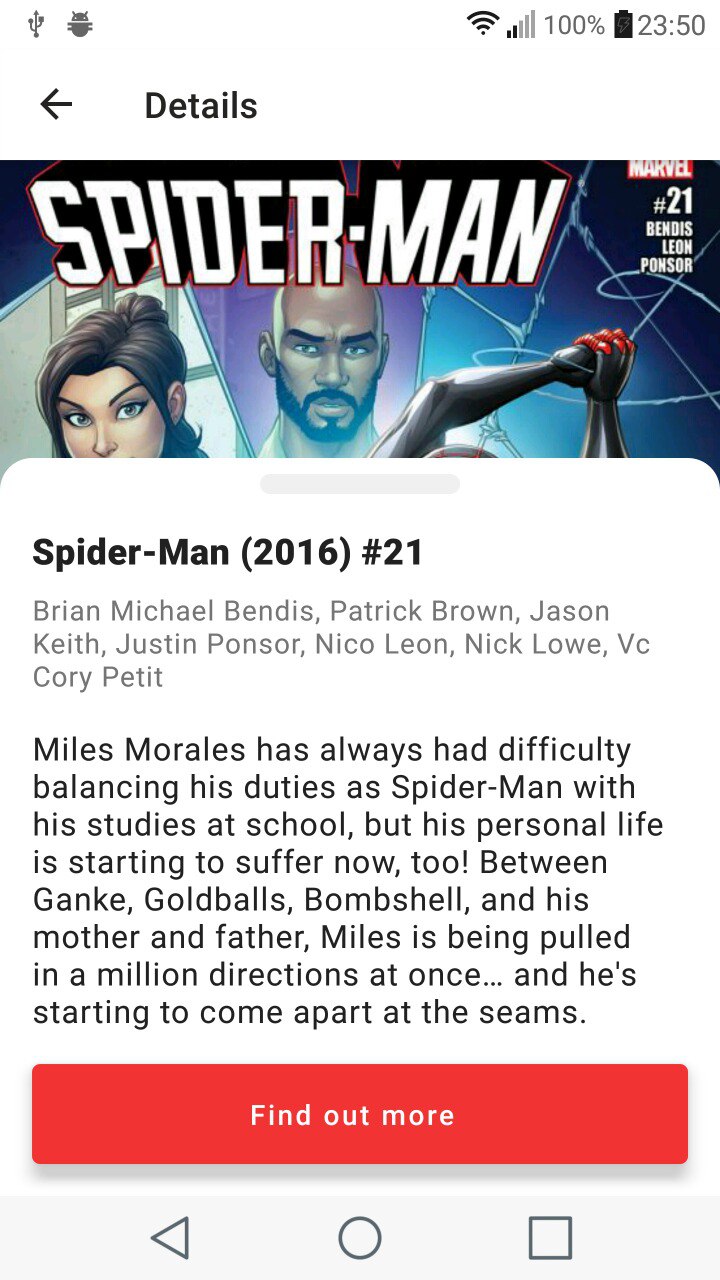 100% 23:50
Details
MARVEL
SPIDER-MAN
#21
BENDIS
LEON
PONSOR
Spider-Man (2016) #21
Brian Michael Bendis, Patrick Brown, Jason
Keith, Justin Ponsor, Nico Leon, Nick Lowe, Vc
Cory Petit
Miles Morales has always had difficulty
balancing his duties as Spider-Man with
his studies at school, but his personal life
is starting to suffer now, too! Between
Ganke, Goldballs, Bombshell, and his
mother and father, Miles is being pulled
in a million directions at once… and he's
starting to come apart at the seams.
Find out more